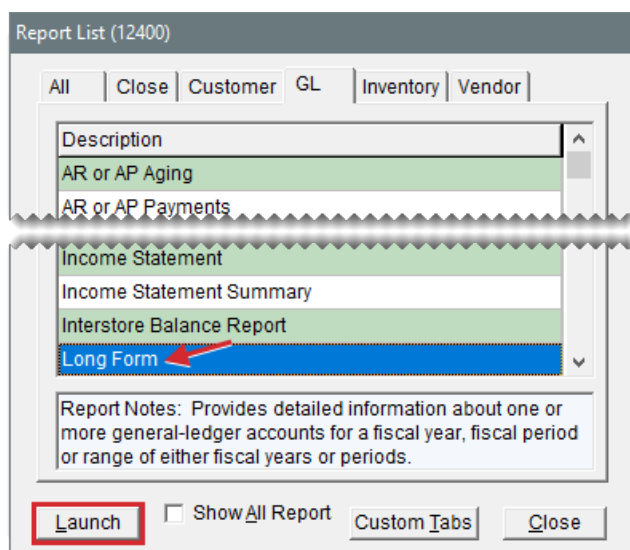 Report List (12400)
All Close Customer GL Inventory Vendor
Description
AR or AP Aging
AR or AP Payments
Income Statement
Income Statement Summary
Interstore Balance Report
Long Form
Report Notes: Provides detailed information about one or
more general-ledger accounts for a fiscal year, fiscal period
or range of either fiscal years or periods.
Launch Show All Report Custom Tabs Close